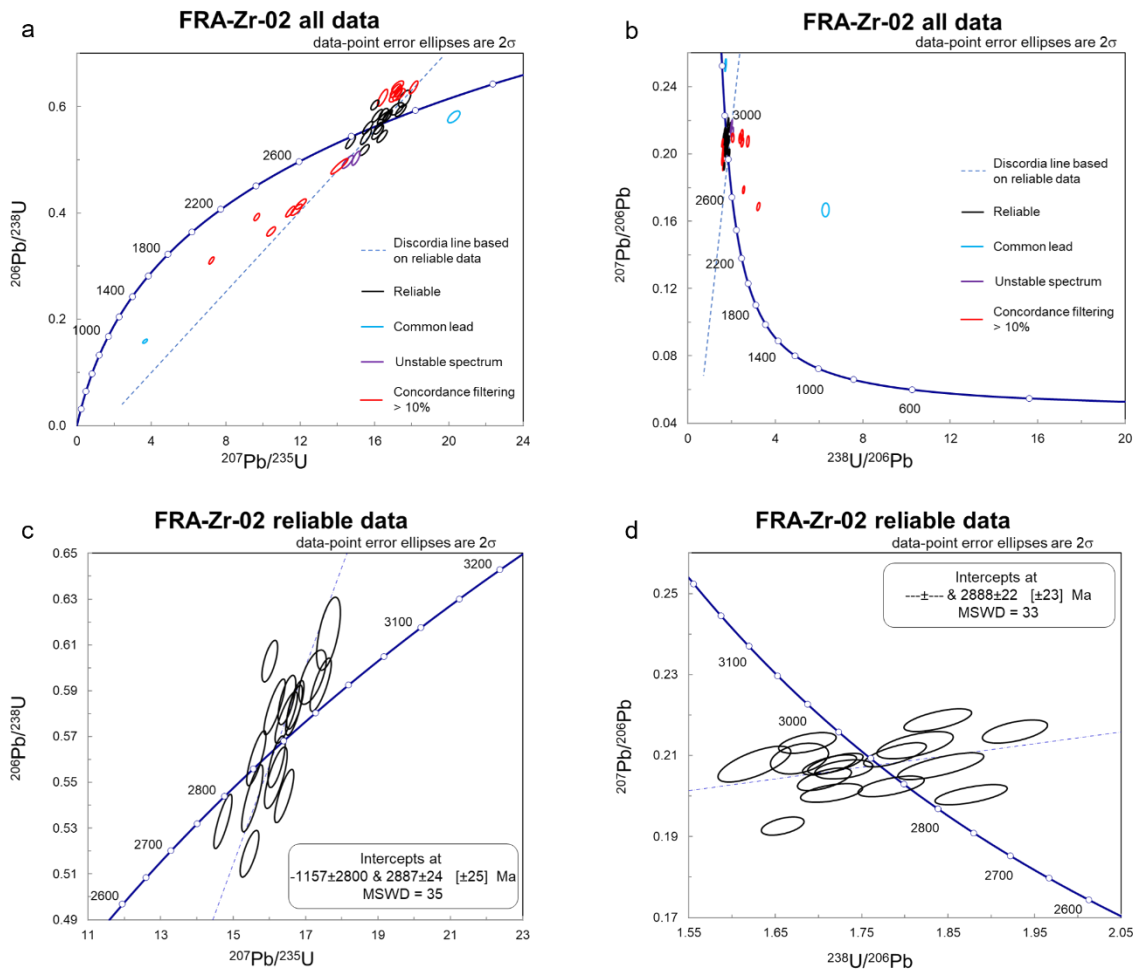 FRA-Zr-02 all data
a
data-point error ellipses are 2σ
0.6
0.4
0.2
0.0
206Pb/238U
2600
2200
1800
1400
1000
Discordia line based
on reliable data
Reliable
Common lead
Unstable spectrum
Concordance filtering
> 10%
0
4
8
12
16
20
24
207Pb/235U
FRA-Zr-02 all data
b
data-point error ellipses are 2σ
0.24
0.20
0.16
0.12
0.08
0.04
207Pb/206Pb
3000
2600
2200
1800
1400
1000
600
Discordia line based
on reliable data
Reliable
Common lead
Unstable spectrum
Concordance filtering
> 10%
0
4
8
12
16
20
238U/206Pb
FRA-Zr-02 reliable data
c
data-point error ellipses are 2σ
0.65
0.63
0.61
0.59
0.57
0.55
0.53
0.51
0.49
206Pb/238U
3200
3100
2800
2700
2600
Intercepts at
-1157±2800 & 2887±24 [±25] Ma
MSWD = 35
11
13
15
17
19
21
23
207Pb/235U
FRA-Zr-02 reliable data
d
data-point error ellipses are 2σ
0.25
0.23
0.21
0.19
0.17
207Pb/206Pb
Intercepts at
---±--- & 2888±22 [±23] Ma
MSWD = 33
3100
3000
2800
2700
2600
1.55
1.65
1.75
1.85
1.95
2.05
238U/206Pb